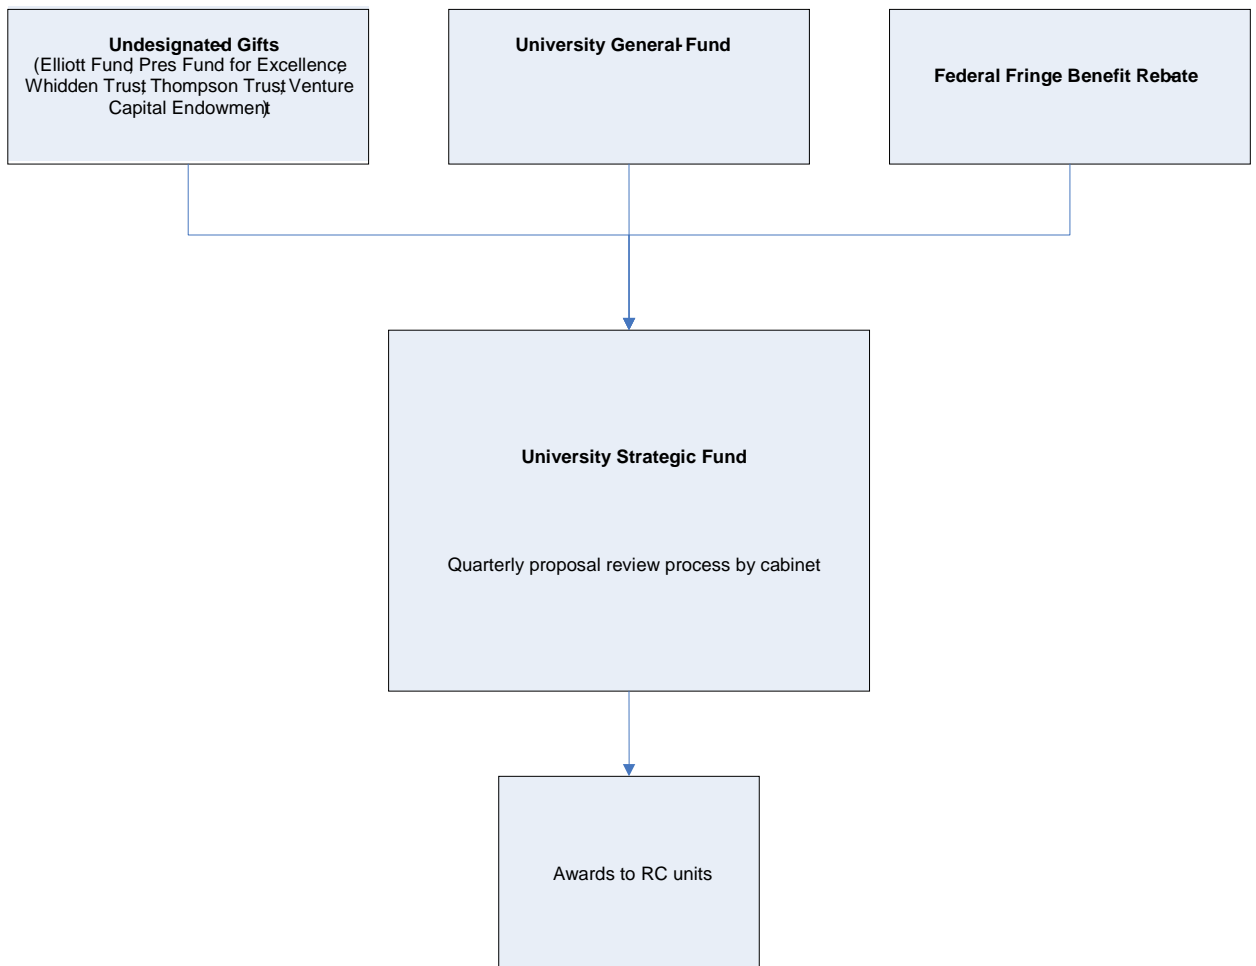 Undesignated Gifts
(Elliott Fund, Pres Fund for Excellence,
Whidden Trust, Thompson Trust, Venture
Capital Endowment)
University General Fund
Federal Fringe Benefit Rebate
University Strategic Fund
Quarterly proposal review process by cabinet
Awards to RC units